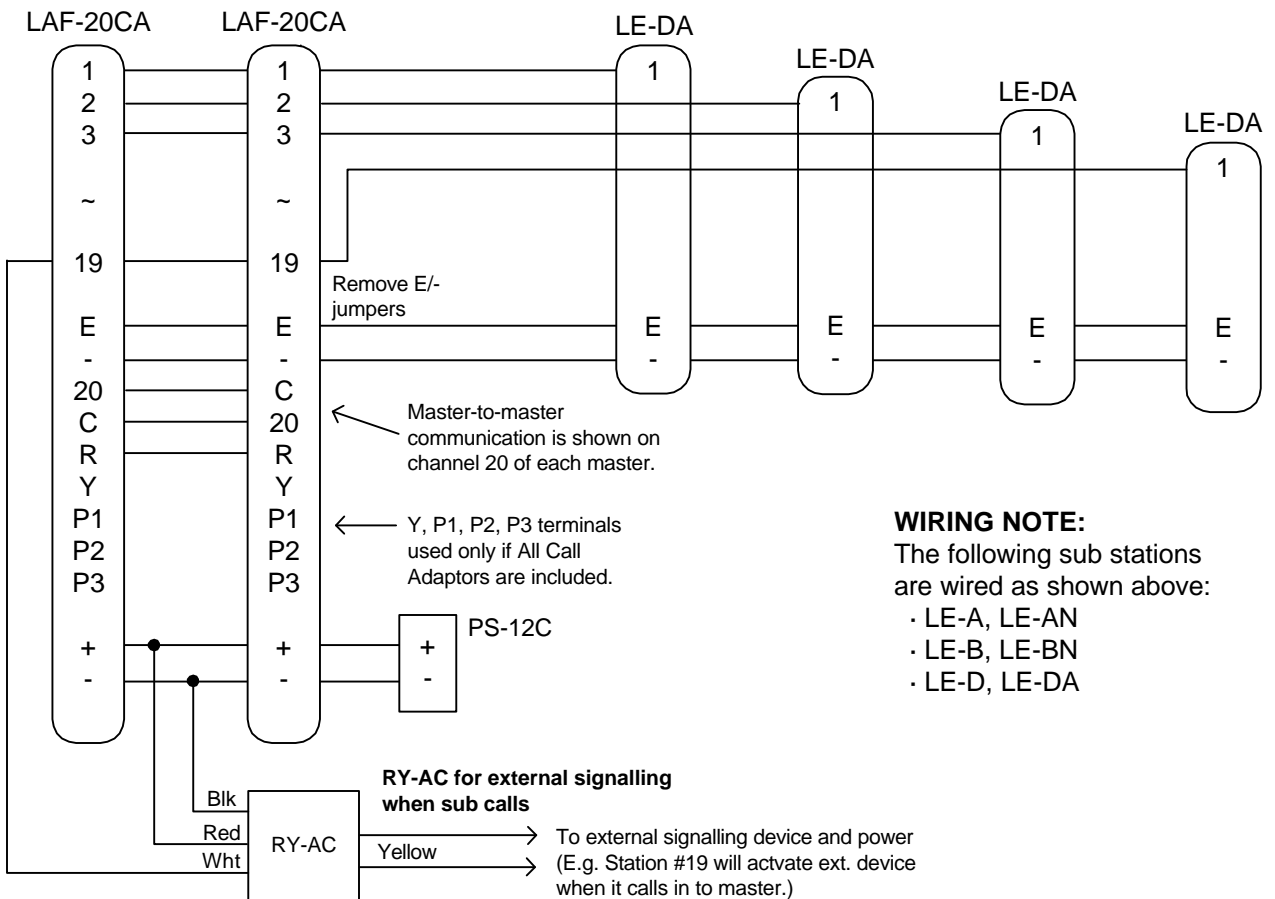 LAF-20CA LAF-20CA LE-DA
LE-DA
LE-DA
LE-DA
1 1 1
2 2 1
3 3 1
1
~ ~
19 19
Remove E/-
jumpers
E E E E E E
- - - - - -
20 C
C 20
R R
Y Y
P1 P1
P2 P2
P3 P3
Master-to-master
communication is shown on
channel 20 of each master.
Y, P1, P2, P3 terminals
used only if All Call
Adaptors are included.
WIRING NOTE:
The following sub stations
are wired as shown above:
· LE-A, LE-AN
· LE-B, LE-BN
· LE-D, LE-DA
PS-12C
+ + +
- - -
RY-AC for external signalling
when sub calls
Blk
Red
Wht
RY-AC
Yellow
To external signalling device and power
(E.g. Station #19 will actvate ext. device
when it calls in to master.)